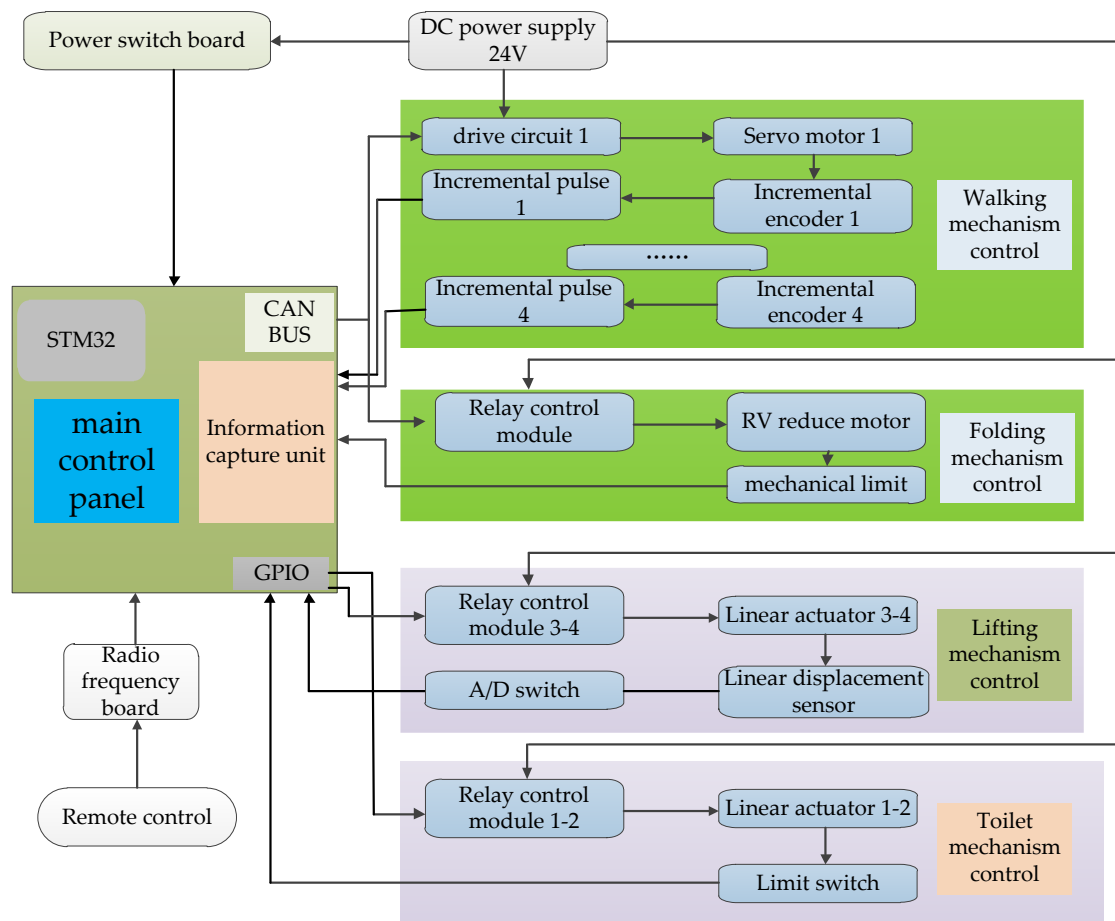 Power switch board
DC power supply
24V
drive circuit 1
Servo motor 1
Incremental pulse
1
Incremental
encoder 1
Walking
mechanism
control
......
Incremental pulse
4
Incremental
encoder 4
STM32
CAN
BUS
main
control
panel
Information
capture unit
GPIO
Relay control
module
RV reduce motor
mechanical limit
Folding
mechanism
control
Relay control
module 3-4
Linear actuator 3-4
A/D switch
Linear displacement
sensor
Lifting
mechanism
control
Radio
frequency
board
Remote control
Relay control
module 1-2
Linear actuator 1-2
Limit switch
Toilet
mechanism
control